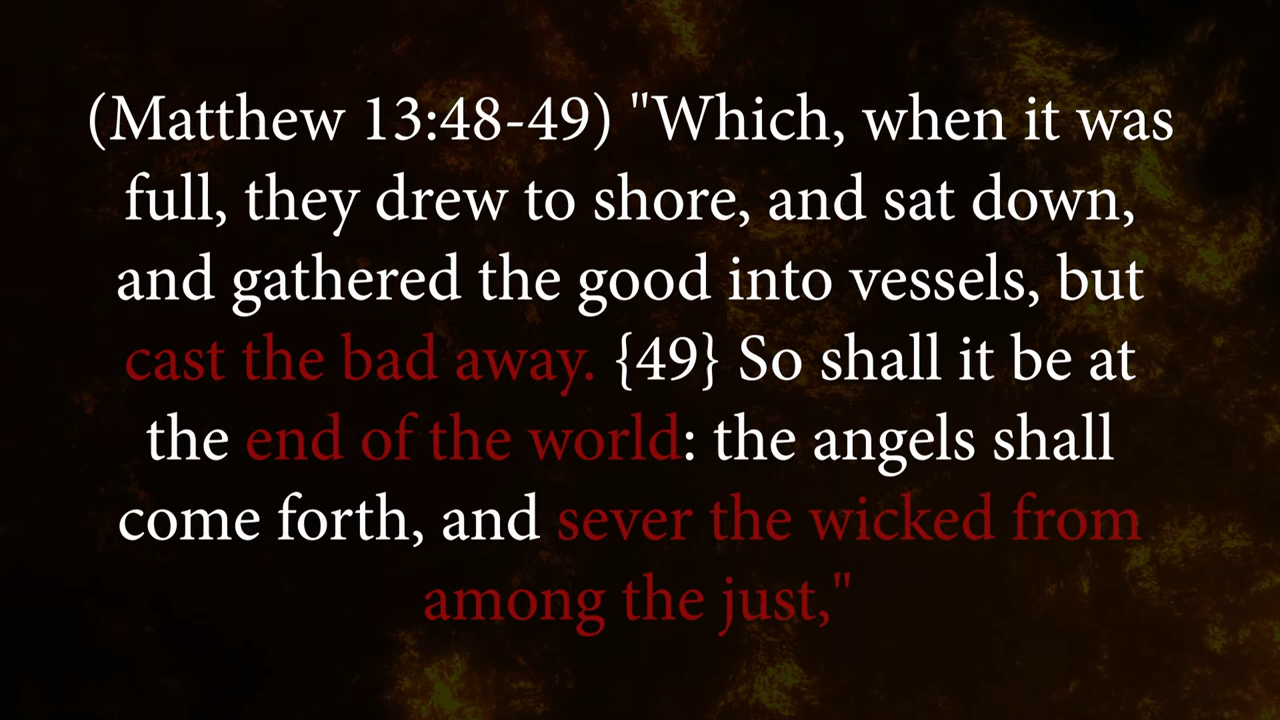 (Matthew 13:48-49) "Which, when it was
full, they drew to shore, and sat down,
and gathered the good into vessels, but
cast the bad away. {49} So shall it be at
the end of the world: the angels shall
come forth, and sever the wicked from
among the just,"